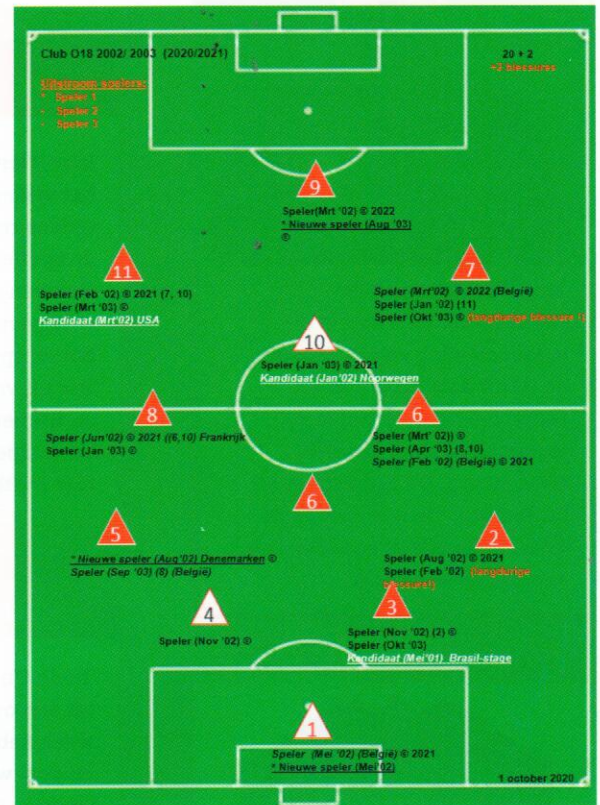 Club O18 2002/ 2003 (2020/2021)
20 + 2
+2 blessures
Uitstroom spelers:
* Speler 1
- Speler 2
- Speler 3
9
Speler(Mrt '02) © 2022
* Nieuwe speler (Aug '03)
©
11
Speler (Feb '02) © 2021 (7, 10)
Speler (Mrt '03) ©
Kandidaat (Mrt'02) USA
7
Speler (Mrt'02) © 2022 (België)
Speler (Jan '02) (11)
Speler (Okt '03) © (langdurige blessure !)
10
Speler (Jan '03) © 2021
Kandidaat (Jan'02) Noorwegen
8
Speler (Jun'02) © 2021 ((6,10) Frankrijk
Speler (Jan '03) ©
6
Speler (Mrt' 02)) ©
Speler (Apr '03) (8,10)
Speler (Feb '02) (België) © 2021
6
5
* Nieuwe speler (Aug'02) Denemarken ©
Speler (Sep '03) (8) (België)
2
Speler (Aug '02) © 2021
Speler (Feb '02) (langdurige
blessure!)
4
Speler (Nov '02) ©
3
Speler (Nov '02) (2) ©
Speler (Okt '03)
Kandidaat (Mei'01) Brasil-stage
1
Speler (Mei '02) (België) © 2021
* Nieuwe speler (Mei'02)
1 october 2020